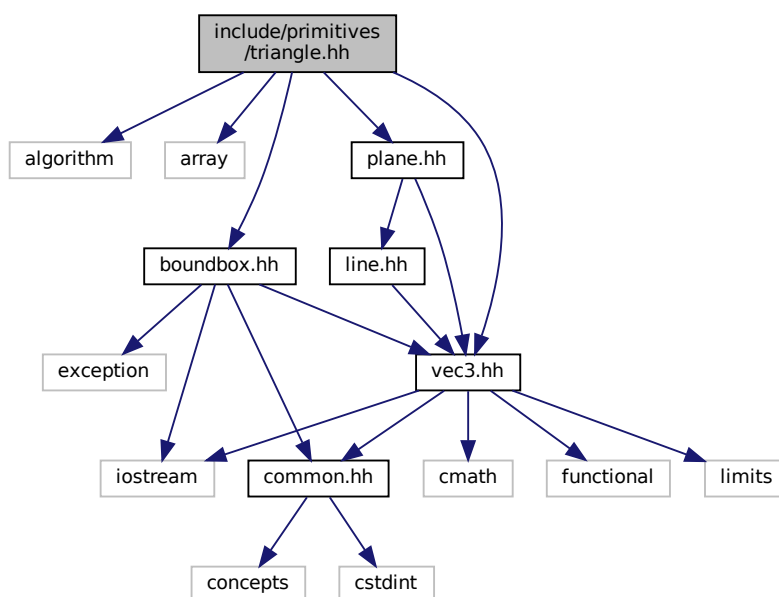 include/primitives
/triangle.hh
algorithm
array
plane.hh
boundbox.hh
line.hh
exception
vec3.hh
iostream
common.hh
cmath
functional
limits
concepts
cstdint